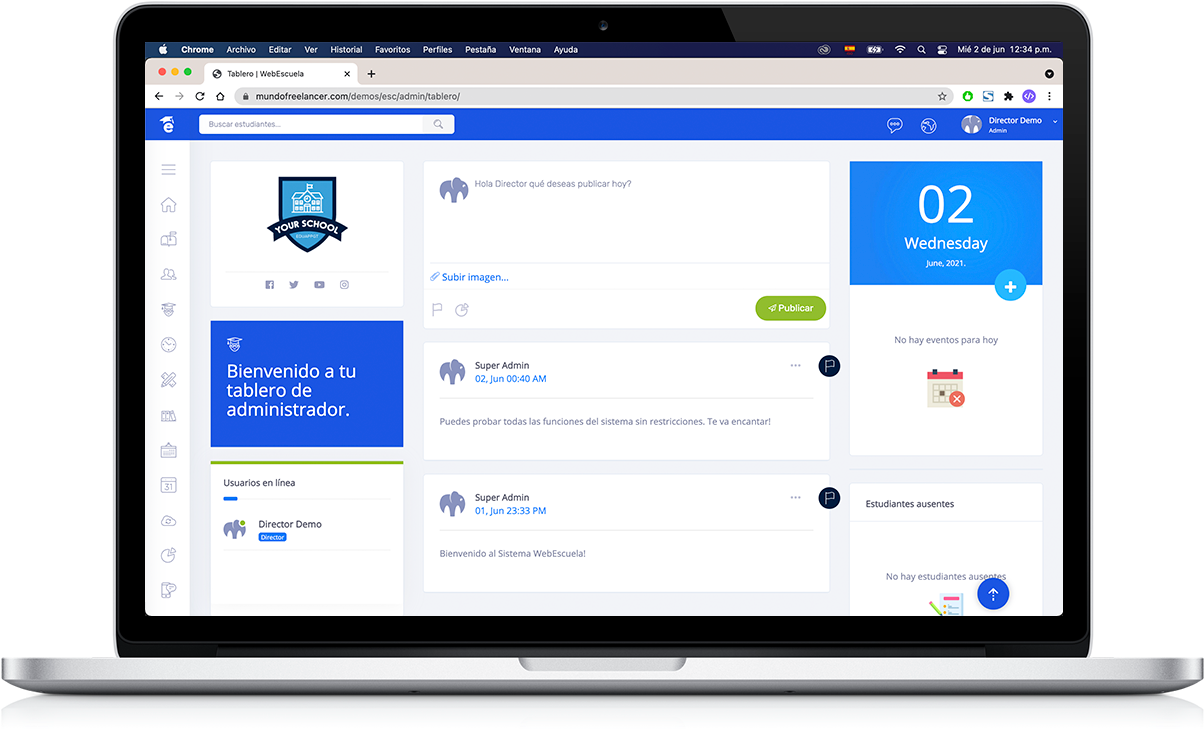 Chrome Archivo Editar Ver Historial Favoritos Perfiles Pestaña Ventana Ayuda
Mié 2 de jun 12:34 p.m.
Tablero | WebEscuela
mundofreelancer.com/demos/esc/admin/tablero/
Buscar estudiantes...
Director Demo
Admin
YOUR SCHOOL
Hola Director qué deseas publicar hoy?
Subir imagen...
Publicar
02
Wednesday
June, 2021.
No hay eventos para hoy
Bienvenido a tu
tablero de
administrador.
Super Admin
02, Jun 00:40 AM
Puedes probar todas las funciones del sistema sin restricciones. Te va encantar!
Usuarios en línea
Director Demo
Director
Super Admin
01, Jun 23:33 PM
Bienvenido al Sistema WebEscuela!
Estudiantes ausentes
No hay estudiantes ausentes
31